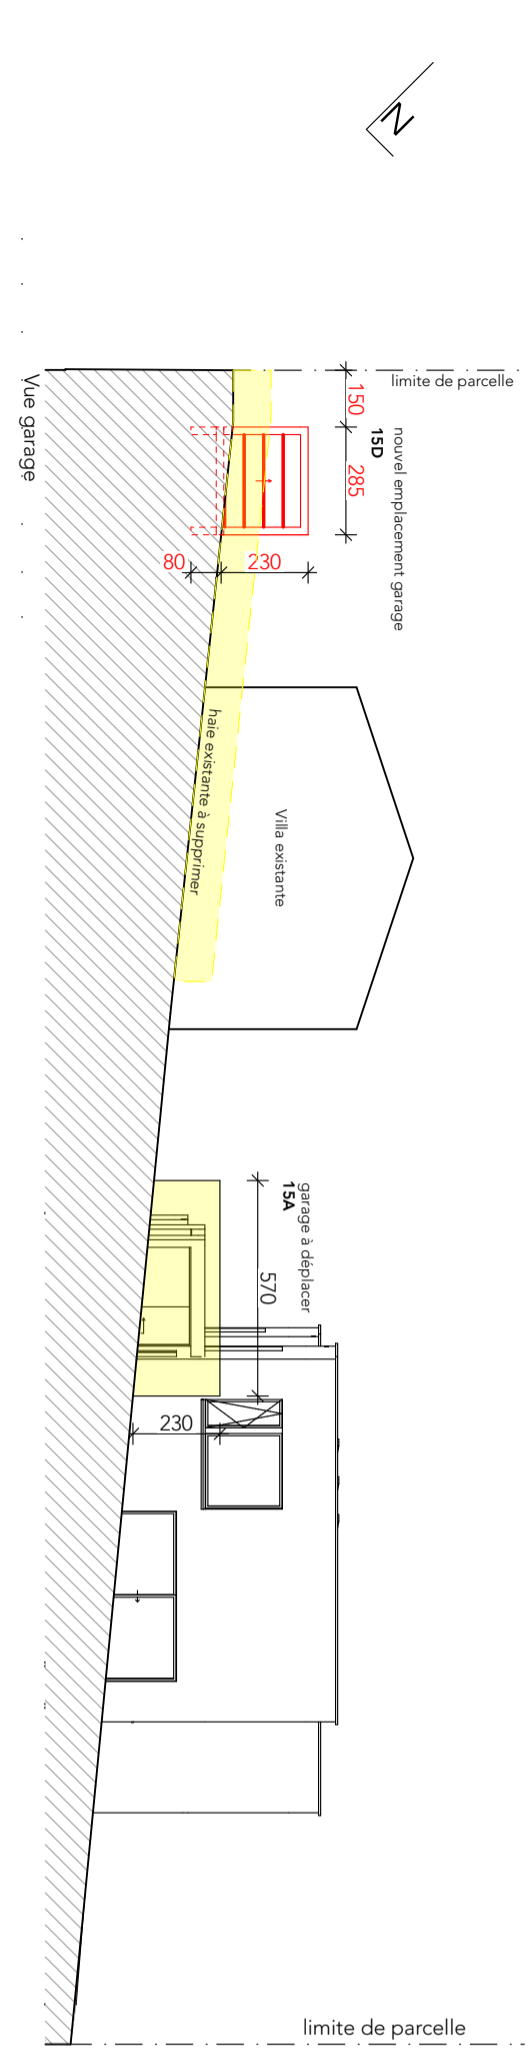 N
limite de parcelle
150
285
nouvel emplacement garage
15D
80
230
Vue garage
haie existante à supprimer
Villa existante
garage à déplacer
15A
570
230
limite de parcelle